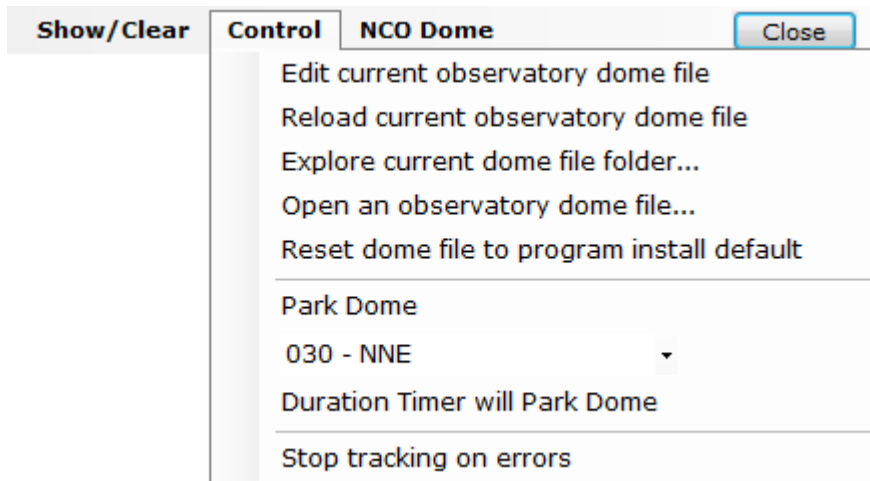 Show/Clear Control NCO Dome Close
Edit current observatory dome file
Reload current observatory dome file
Explore current dome file folder...
Open an observatory dome file...
Reset dome file to program install default
Park Dome
030 - NNE
Duration Timer will Park Dome
Stop tracking on errors